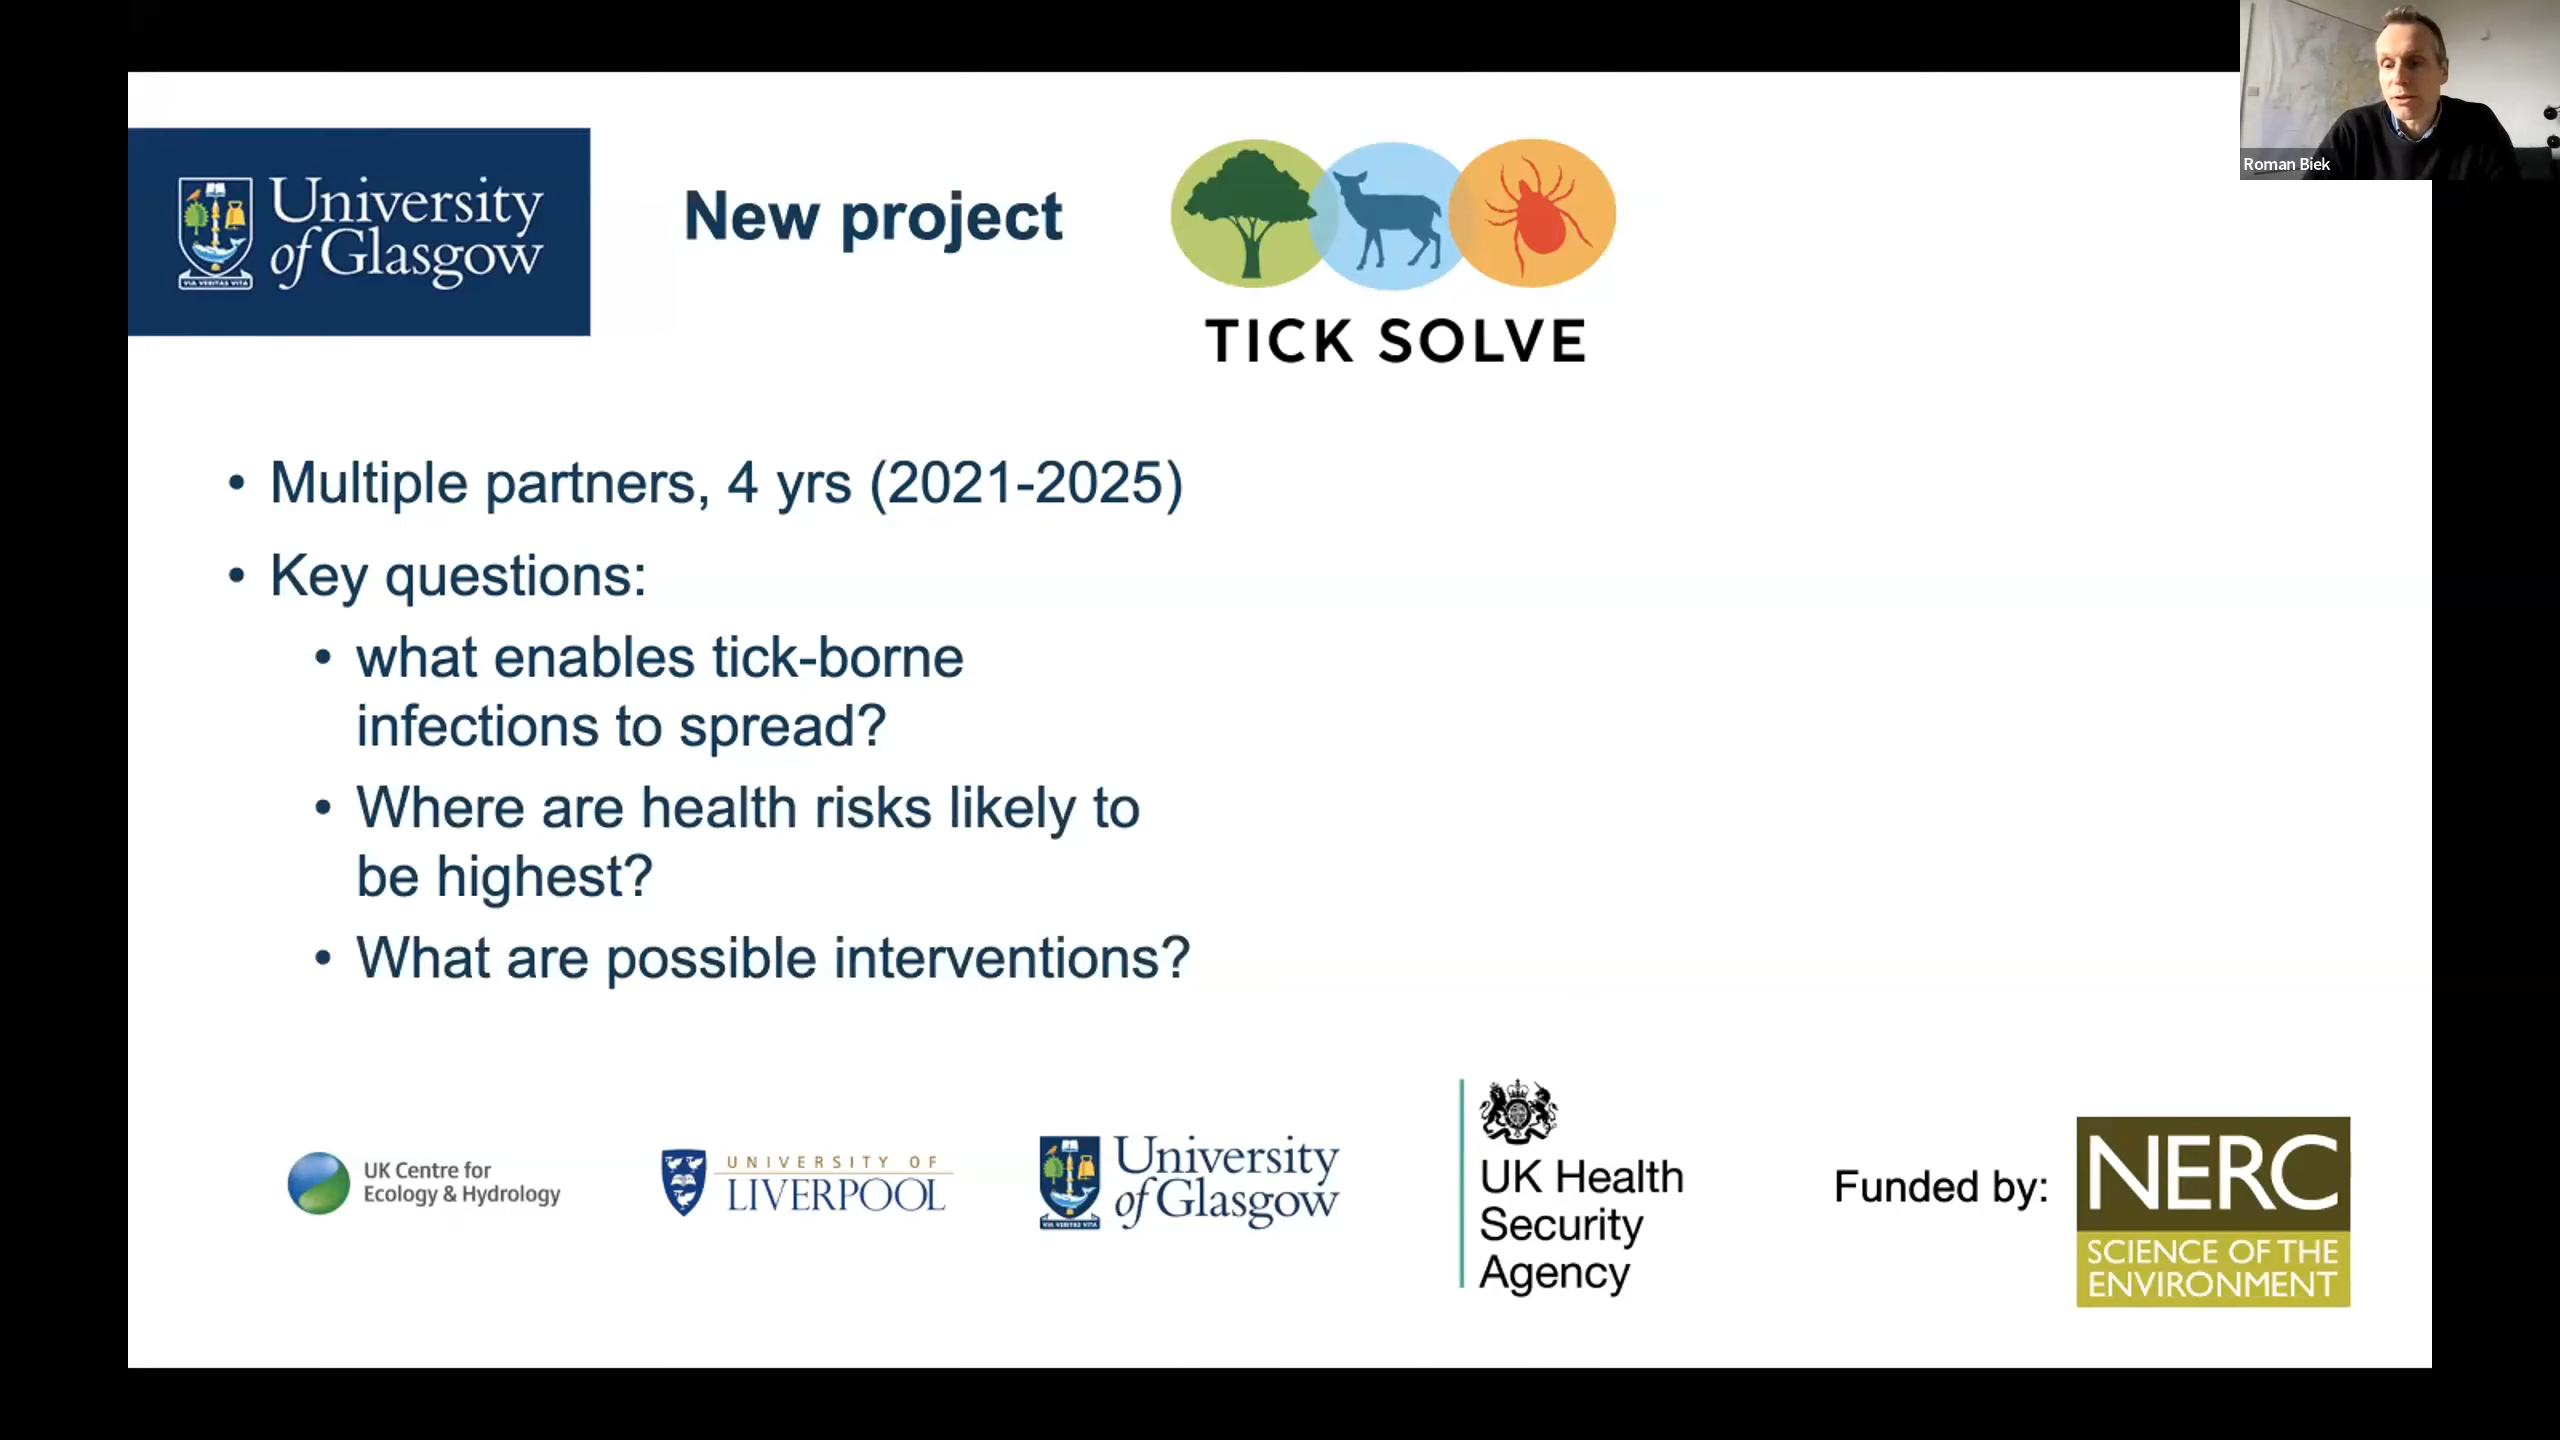 Roman Biek
University
of Glasgow
VIA VERITAS VITA
New project
TICK SOLVE
• Multiple partners, 4 yrs (2021-2025)
• Key questions:
• what enables tick-borne
infections to spread?
• Where are health risks likely to
be highest?
• What are possible interventions?
UK Centre for
Ecology & Hydrology
UNIVERSITY OF
LIVERPOOL
University
of Glasgow
VIA VERITAS VITA
UK Health
Security
Agency
Funded by:
NERC
SCIENCE OF THE
ENVIRONMENT